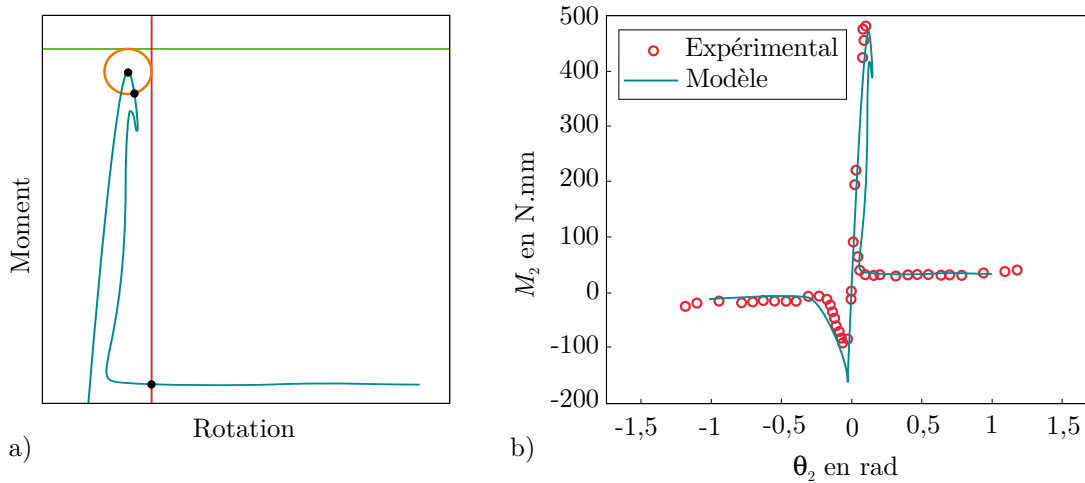 Moment
Rotation
a)
500
400
300
200
100
0
-100
-200
-1,5
-1
-0,5
0
0,5
1
1,5
M₂ en N.mm
θ₂ en rad
Expérimental
Modèle
b)